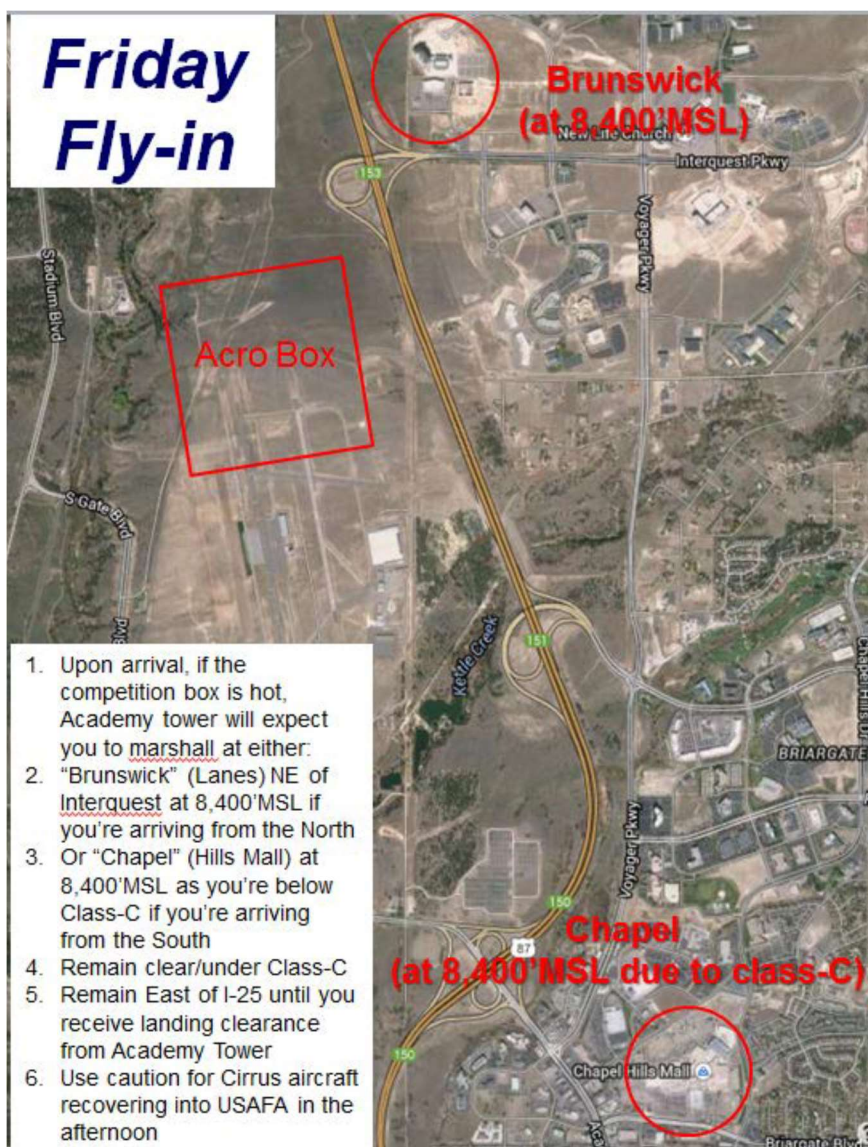 Friday
Fly-in
Brunswick
(at 8,400'MSL)
New Life Church
Interquest Pkwy
153
Voyager Pkwy
Stadium Blvd
Acro Box
S Gate Blvd
Blvd
Kettle Creek
151
BRIARGATE
Voyager Pkwy
150
87
Chapel
(at 8,400'MSL due to class-C)
150
Chapel Hills Mall
Briargate Blv
1. Upon arrival, if the
competition box is hot,
Academy tower will expect
you to marshall at either:
2. “Brunswick” (Lanes) NE of
Interquest at 8,400'MSL if
you're arriving from the North
3. Or “Chapel” (Hills Mall) at
8,400'MSL as you're below
Class-C if you're arriving
from the South
4. Remain clear/under Class-C
5. Remain East of I-25 until you
receive landing clearance
from Academy Tower
6. Use caution for Cirrus aircraft
recovering into USAFA in the
afternoon